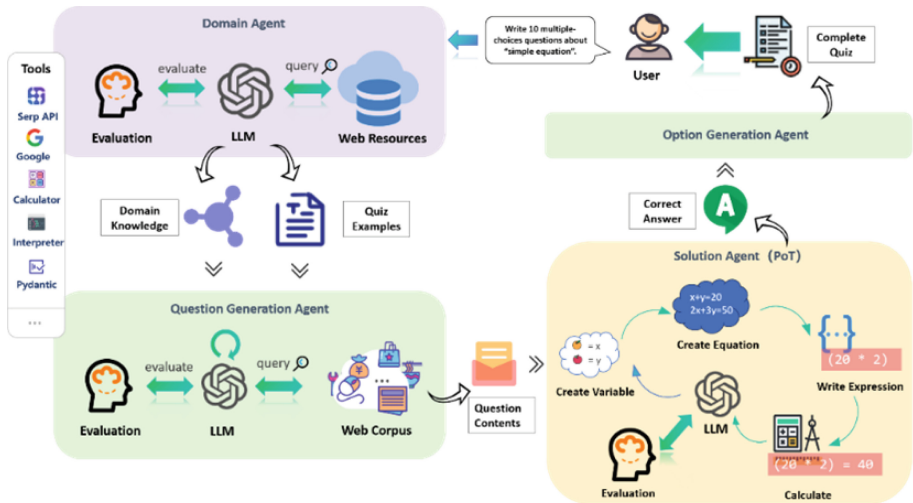 Domain Agent
Write 10 multiple-
choices questions about
"simple equation".
User
Complete
Quiz
Tools
Serp API
Google
Calculator
Interpreter
Pydantic
...
evaluate
query
Evaluation
LLM
Web Resources
Domain
Knowledge
Quiz
Examples
Option Generation Agent
Correct
Answer
A
Question Generation Agent
evaluate
query
...
Evaluation
LLM
Web Corpus
Question
Contents
Solution Agent (PoT)
x+y=20
2x+3y=50
Create Equation
= x
= y
Create Variable
{...}
(20 * 2)
Write Expression
LLM
Evaluation
(20 * 2) = 40
Calculate